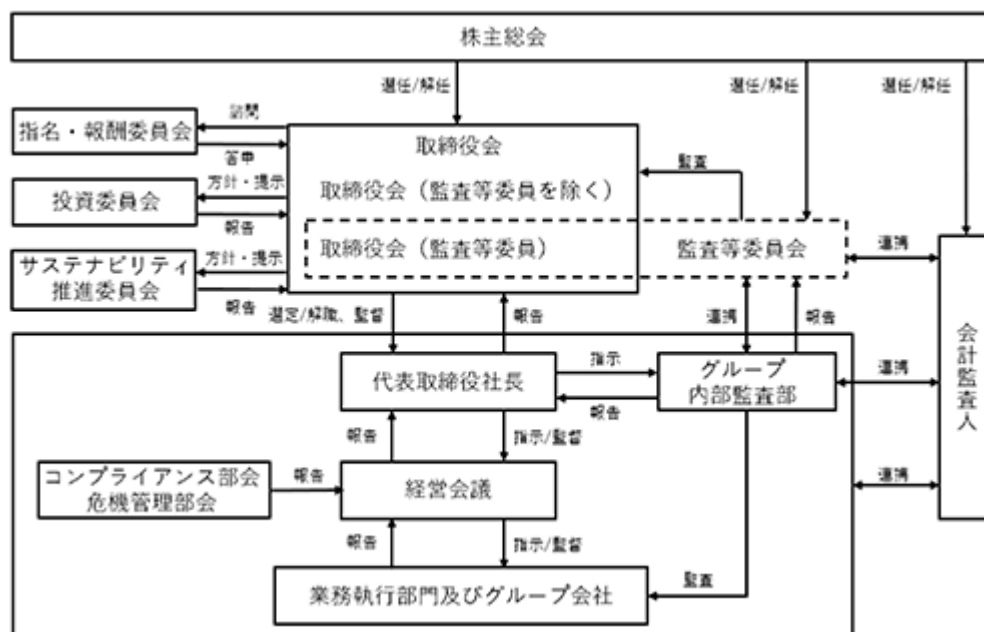 株主総会
選任/解任
選任/解任
選任/解任
指名・報酬委員会
諮問
答申
取締役会
取締役会（監査等委員を除く）
監査
投資委員会
方針・提示
報告
取締役会（監査等委員）
監査等委員会
連携
サステナビリティ
推進委員会
方針・提示
報告
選定/解職、監督
報告
連携
報告
会計監査人
代表取締役社長
指示
報告
グループ
内部監査部
連携
報告
指示/監督
コンプライアンス部会
危機管理部会
報告
経営会議
連携
報告
指示/監督
業務執行部門及びグループ会社
監査